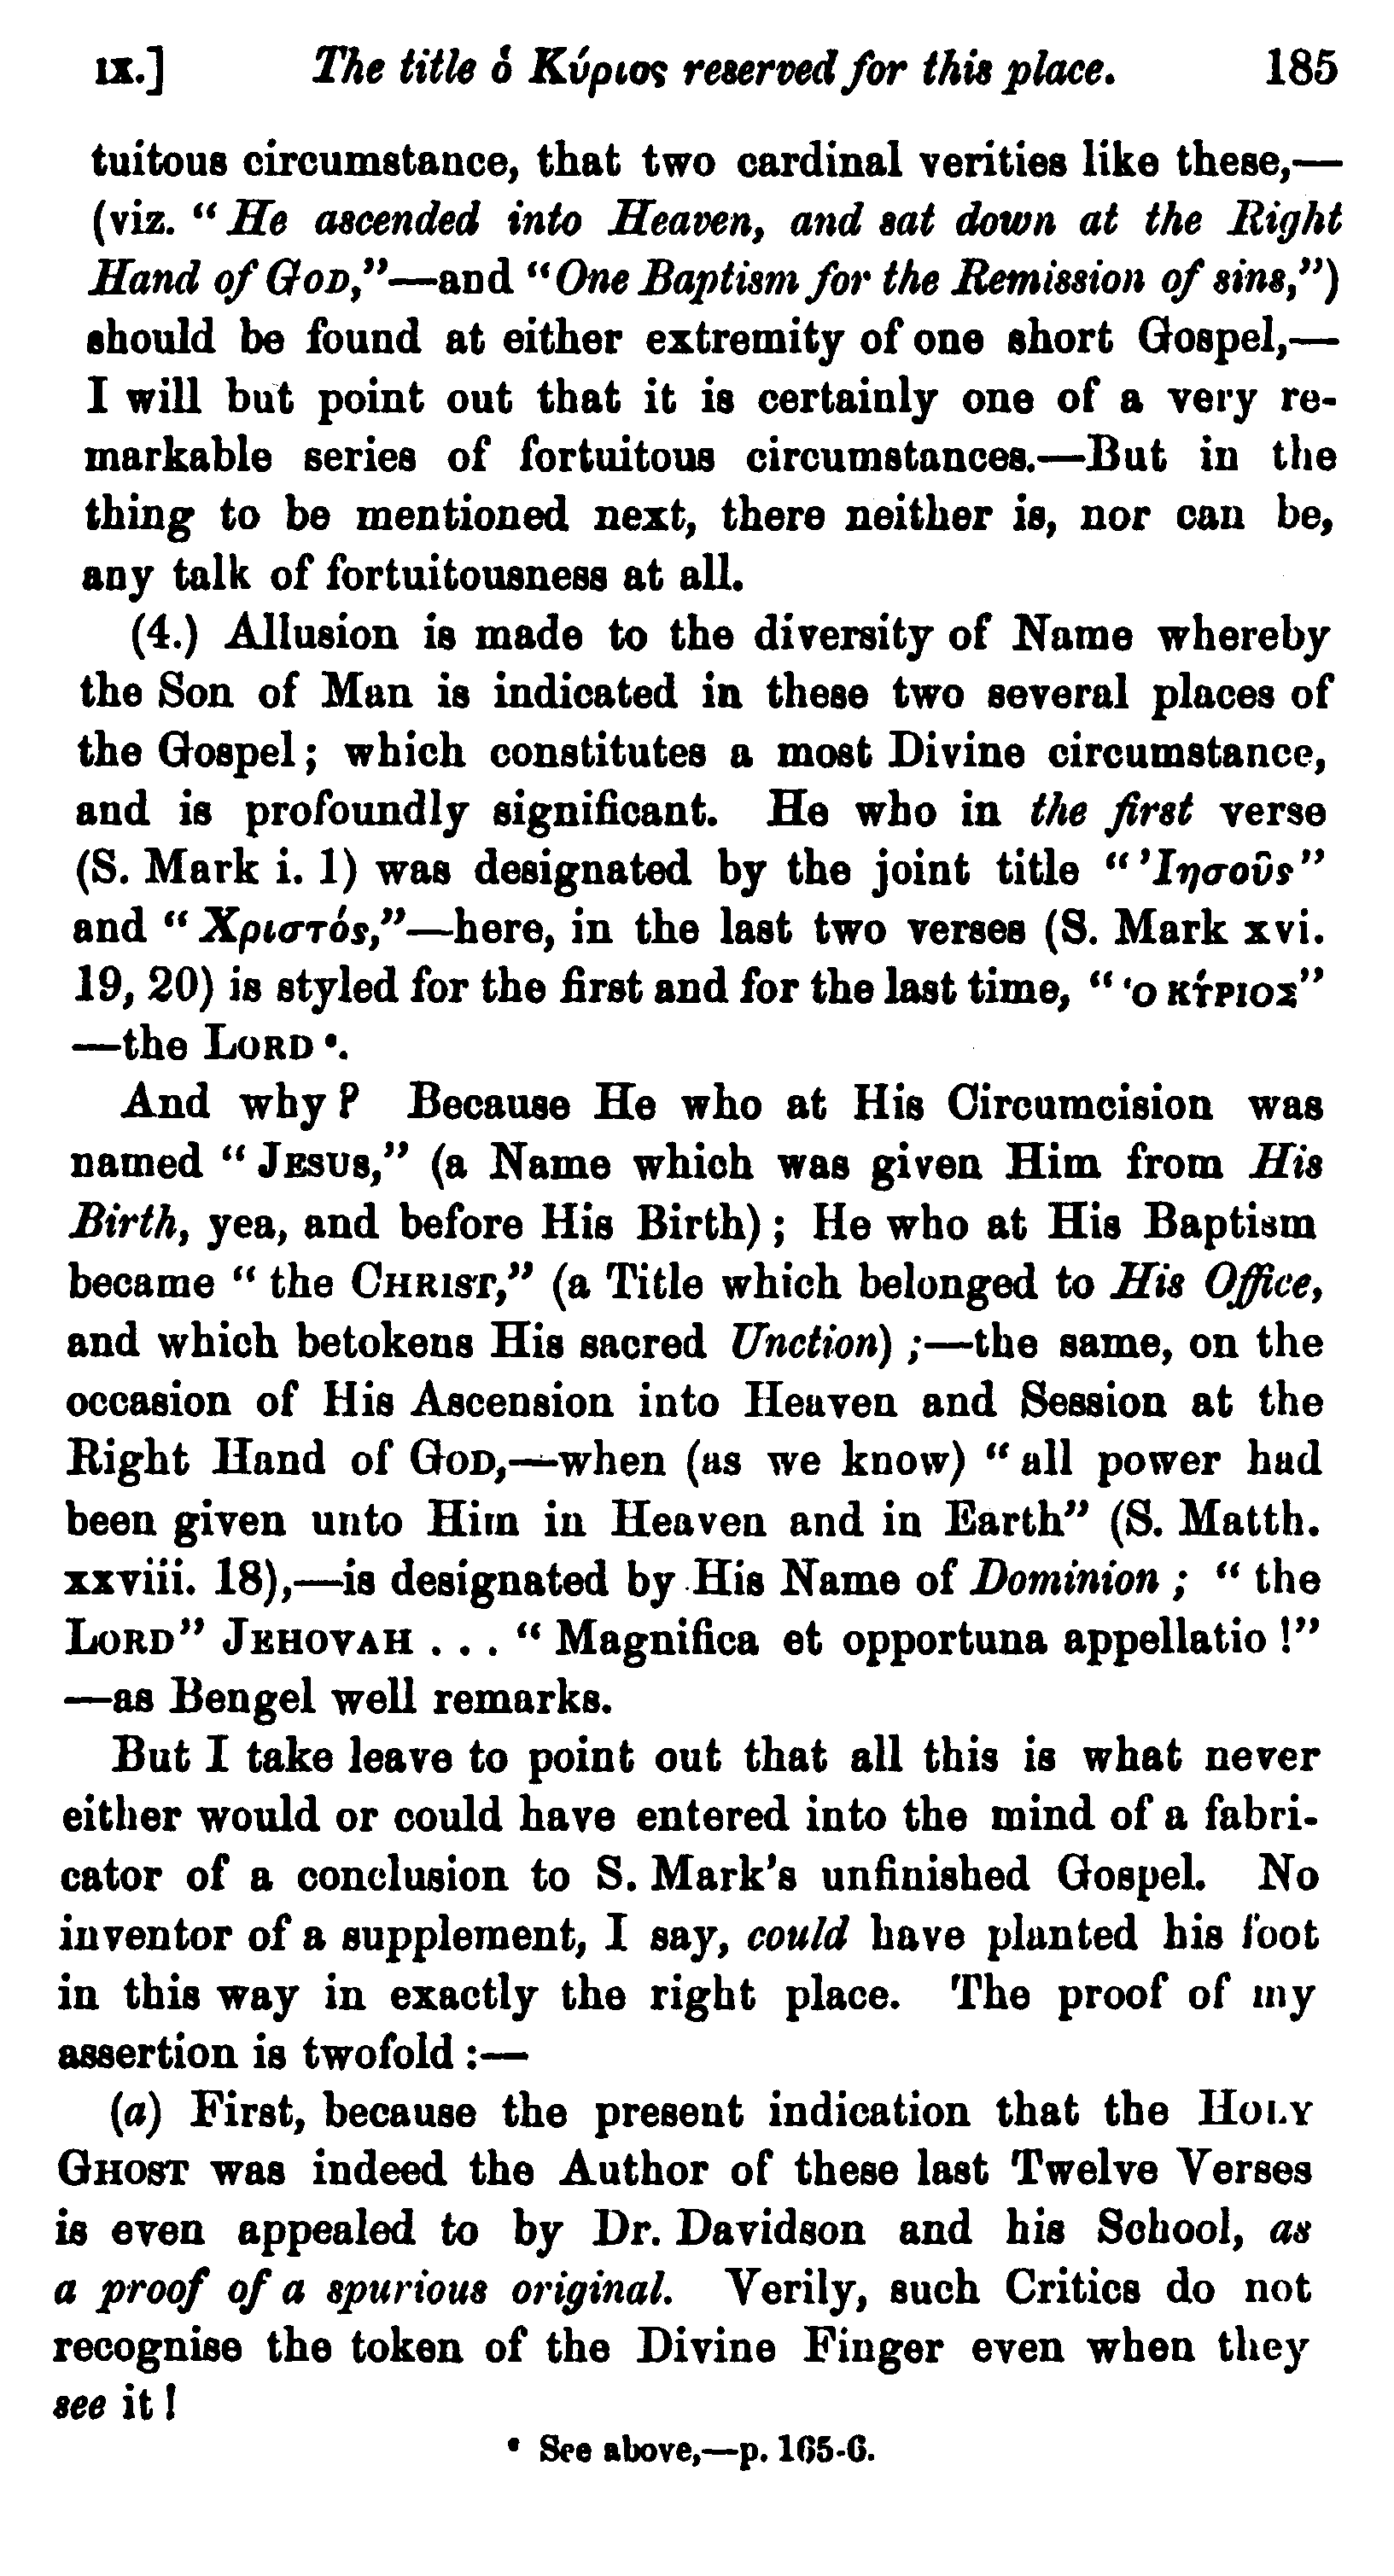 IX.] The title ὁ Κύριος reserved for this place. 185
tuitous circumstance, that two cardinal verities like these,—
(viz. “He ascended into Heaven, and sat down at the Right
Hand of GOD,”—and “One Baptism for the Remission of sins,”)
should be found at either extremity of one short Gospel,—
I will but point out that it is certainly one of a very re-
markable series of fortuitous circumstances.—But in the
thing to be mentioned next, there neither is, nor can be,
any talk of fortuitousness at all.
(4.) Allusion is made to the diversity of Name whereby
the Son of Man is indicated in these two several places of
the Gospel; which constitutes a most Divine circumstance,
and is profoundly significant. He who in the first verse
(S. Mark i. 1) was designated by the joint title “Ἰησοῦς”
and “Χριστός,”—here, in the last two verses (S. Mark xvi.
19, 20) is styled for the first and for the last time, “Ὁ ΚΎΡΙΟΣ”
—the LORD •.
And why? Because He who at His Circumcision was
named “JESUS,” (a Name which was given Him from His
Birth, yea, and before His Birth); He who at His Baptism
became “the CHRIST,” (a Title which belonged to His Office,
and which betokens His sacred Unction);—the same, on the
occasion of His Ascension into Heaven and Session at the
Right Hand of GOD,—when (as we know) “all power had
been given unto Him in Heaven and in Earth” (S. Matth.
xxviii. 18),—is designated by His Name of Dominion; “the
LORD” JEHOVAH . . . “Magnifica et opportuna appellatio!”
—as Bengel well remarks.
But I take leave to point out that all this is what never
either would or could have entered into the mind of a fabri-
cator of a conclusion to S. Mark’s unfinished Gospel. No
inventor of a supplement, I say, could have planted his foot
in this way in exactly the right place. The proof of my
assertion is twofold:—
(a) First, because the present indication that the HOLY
GHOST was indeed the Author of these last Twelve Verses
is even appealed to by Dr. Davidson and his School, as
a proof of a spurious original. Verily, such Critics do not
recognise the token of the Divine Finger even when they
see it!
• See above,—p. 165-6.